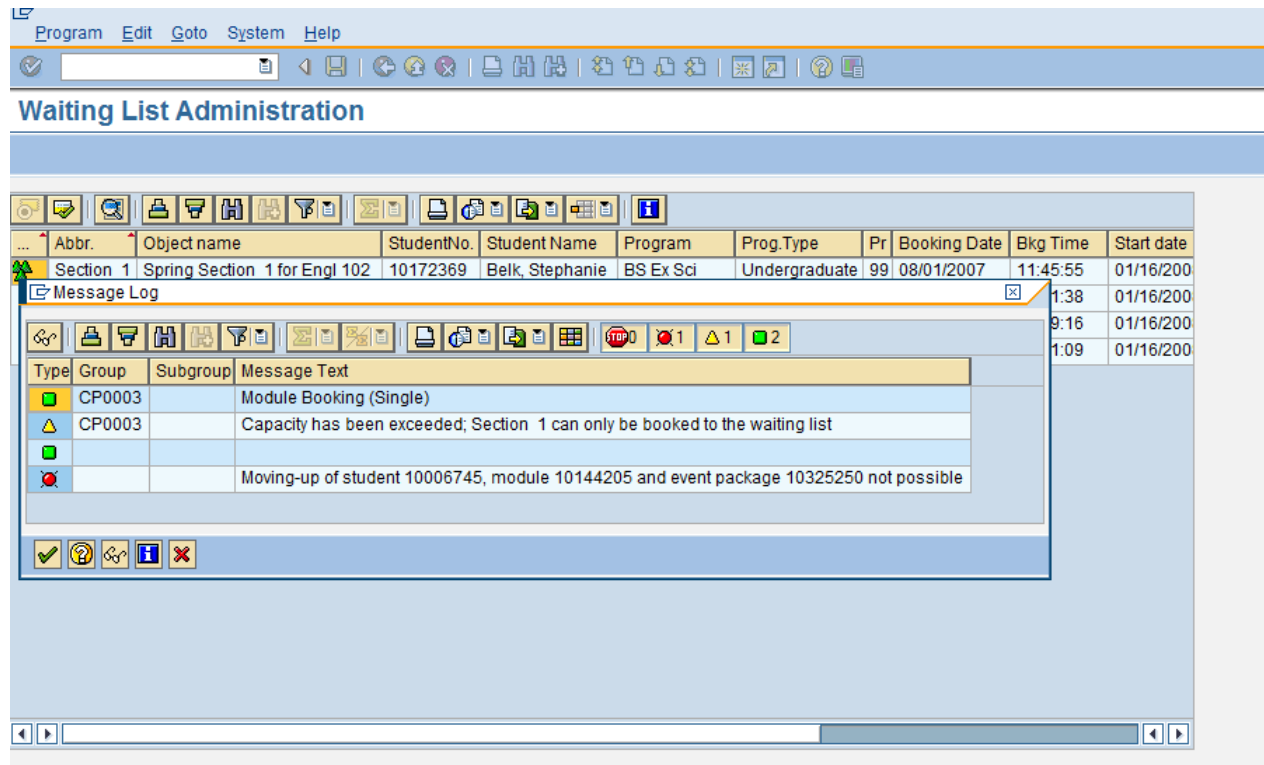 Program Edit Goto System Help
Waiting List Administration
... Abbr. Object name StudentNo. Student Name Program Prog.Type Pr Booking Date Bkg Time Start date
Section 1 Spring Section 1 for Engl 102 10172369 Belk, Stephanie BS Ex Sci Undergraduate 99 08/01/2007 11:45:55 01/16/200
Message Log
1:38 01/16/200
9:16 01/16/200
1:09 01/16/200
STOP 0 1 1 2
Type Group Subgroup Message Text
CP0003 Module Booking (Single)
CP0003 Capacity has been exceeded; Section 1 can only be booked to the waiting list
Moving-up of student 10006745, module 10144205 and event package 10325250 not possible